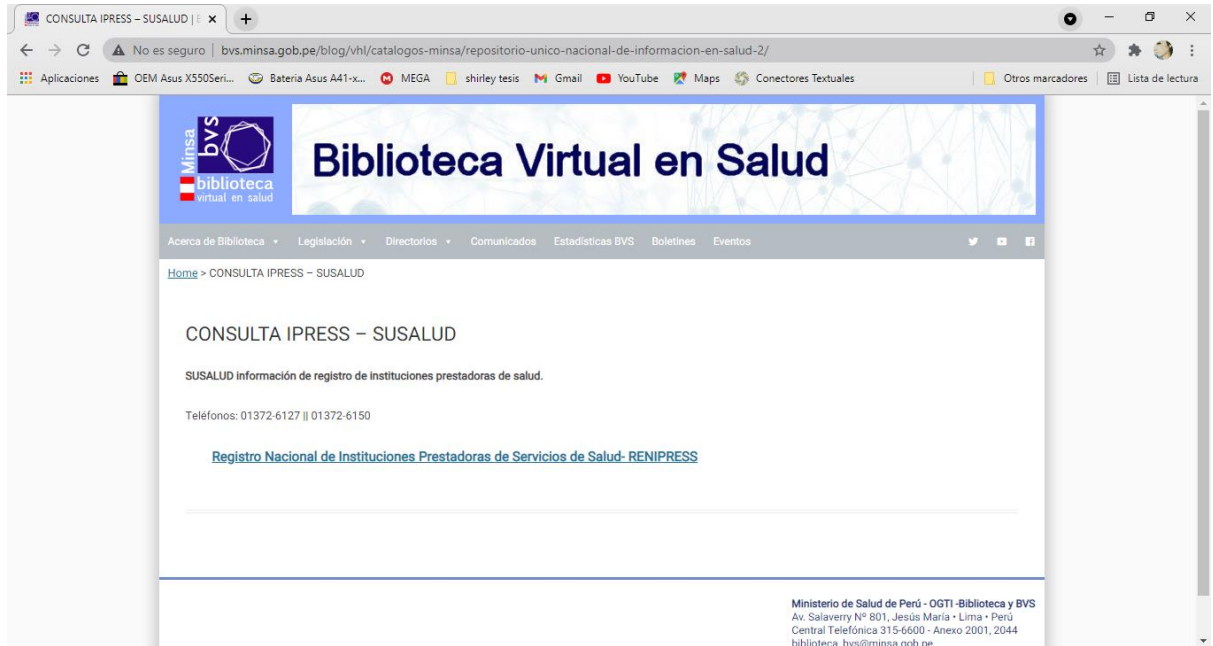 CONSULTA IPRESS – SUSALUD |
No es seguro | bvs.minsa.gob.pe/blog/vhl/catalogos-minsa/repositorio-unico-nacional-de-informacion-en-salud-2/
Aplicaciones OEM Asus X550Seri... Bateria Asus A41-x... MEGA shirley tesis Gmail YouTube Maps Conectores Textuales Otros marcadores Lista de lectura
Minsa
bvs
biblioteca
virtual en salud
Biblioteca Virtual en Salud
Acerca de Biblioteca Legislación Directorios Comunicados Estadísticas BVS Boletines Eventos
Home > CONSULTA IPRESS – SUSALUD
CONSULTA IPRESS – SUSALUD
SUSALUD información de registro de instituciones prestadoras de salud.
Teléfonos: 01372-6127 || 01372-6150
Registro Nacional de Instituciones Prestadoras de Servicios de Salud- RENIPRESS
Ministerio de Salud de Perú - OGTI -Biblioteca y BVS
Av. Salaverry Nº 801, Jesús María • Lima • Perú
Central Telefónica 315-6600 - Anexo 2001, 2044
biblioteca_bvs@minsa.gob.pe